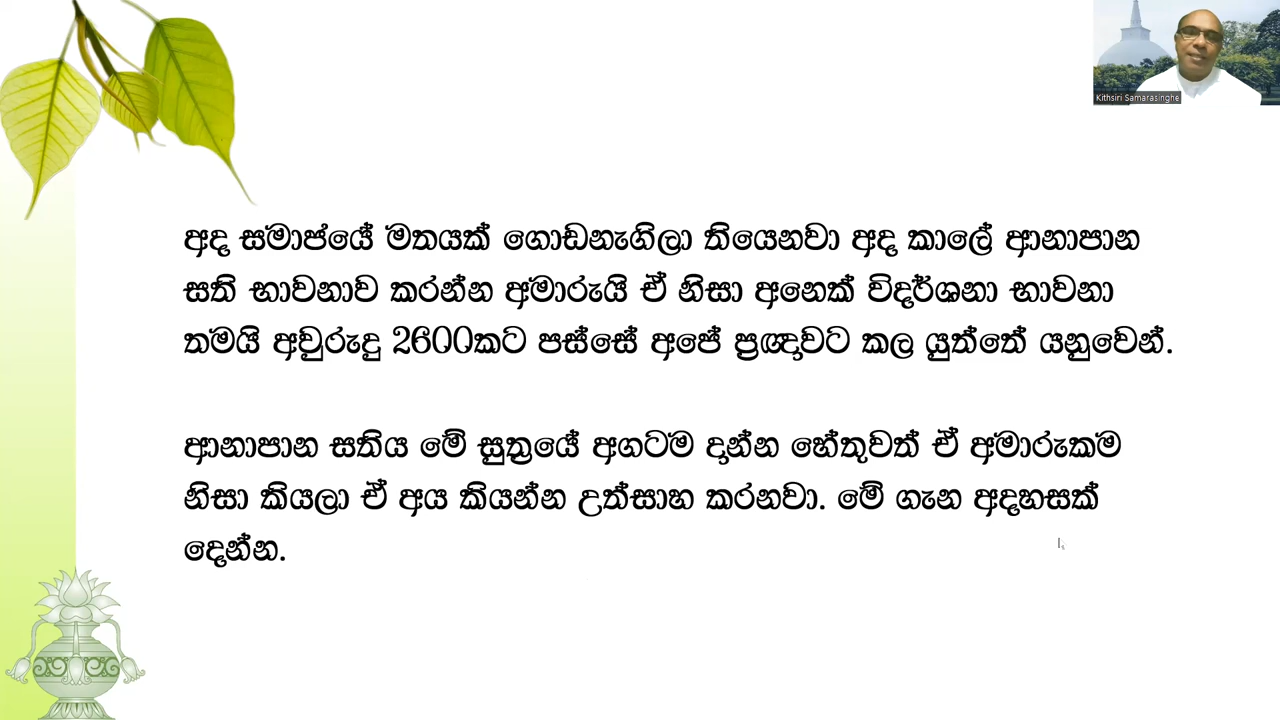 Kithsiri Samarasinghe
අද සමාජයේ මතයක් ගොඩනැගිලා තියෙනවා අද කාලේ ආනාපාන
සති භාවනාව කරන්න අමාරුයි ඒ නිසා අනෙක් විදර්ශනා භාවනා
තමයි අවුරුදු 2600කට පස්සේ අපේ ප්‍රඥාවට කල යුත්තේ යනුවෙන්.
ආනාපාන සතිය මේ සුත්‍රයේ අගටම දාන්න හේතුවත් ඒ අමාරුකම
නිසා කියලා ඒ අය කියන්න උත්සාහ කරනවා. මේ ගැන අදහසක්
දෙන්න.